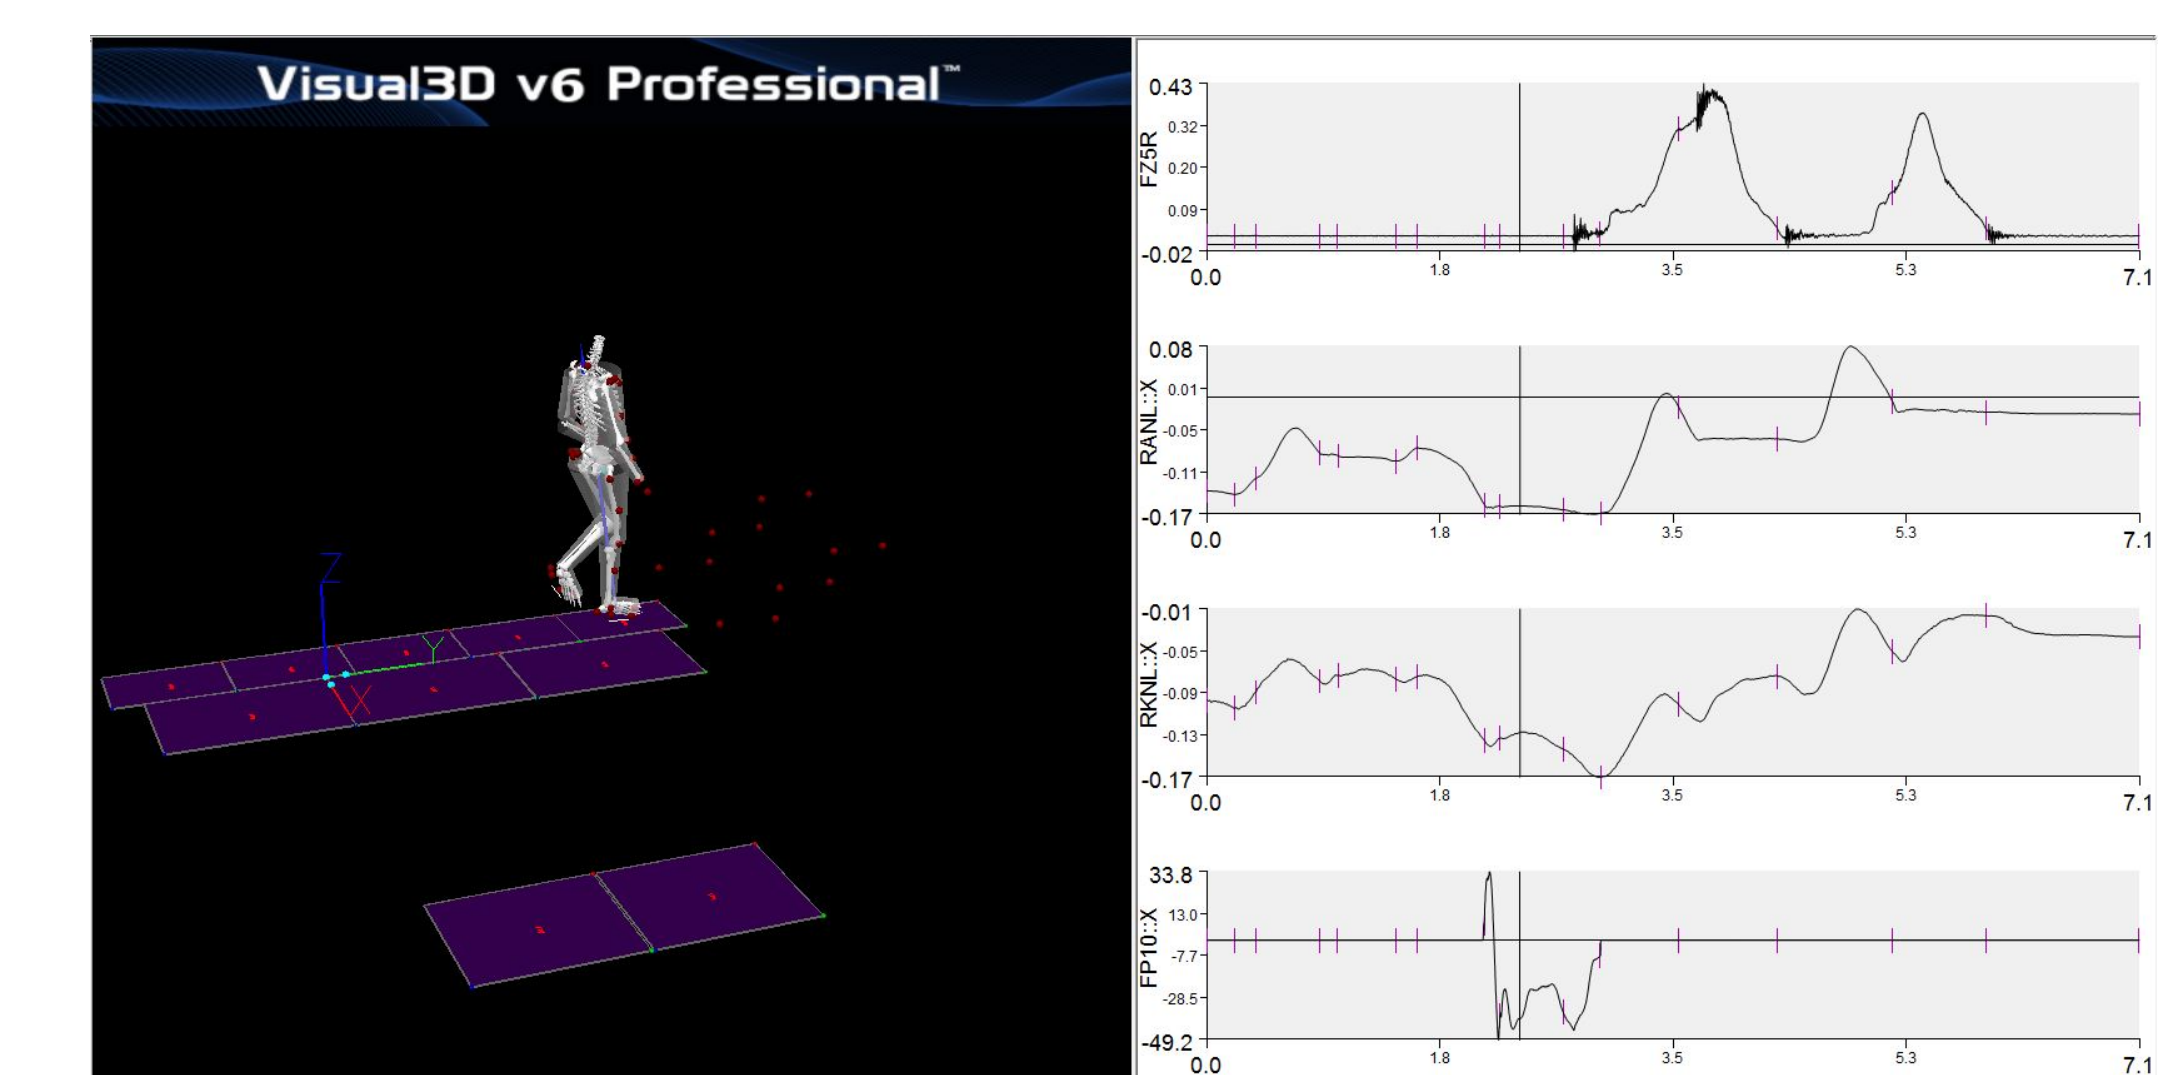 Visual3D v6 Professional™
Z
Y
X
0.43
0.32
0.20
0.09
-0.02
FZ5R
0.0 1.8 3.5 5.3 7.1
0.08
0.01
-0.05
-0.11
-0.17
RANL::X
0.0 1.8 3.5 5.3 7.1
-0.01
-0.05
-0.09
-0.13
-0.17
RKNL::X
0.0 1.8 3.5 5.3 7.1
33.8
13.0
-7.7
-28.5
-49.2
FP10::X
0.0 1.8 3.5 5.3 7.1